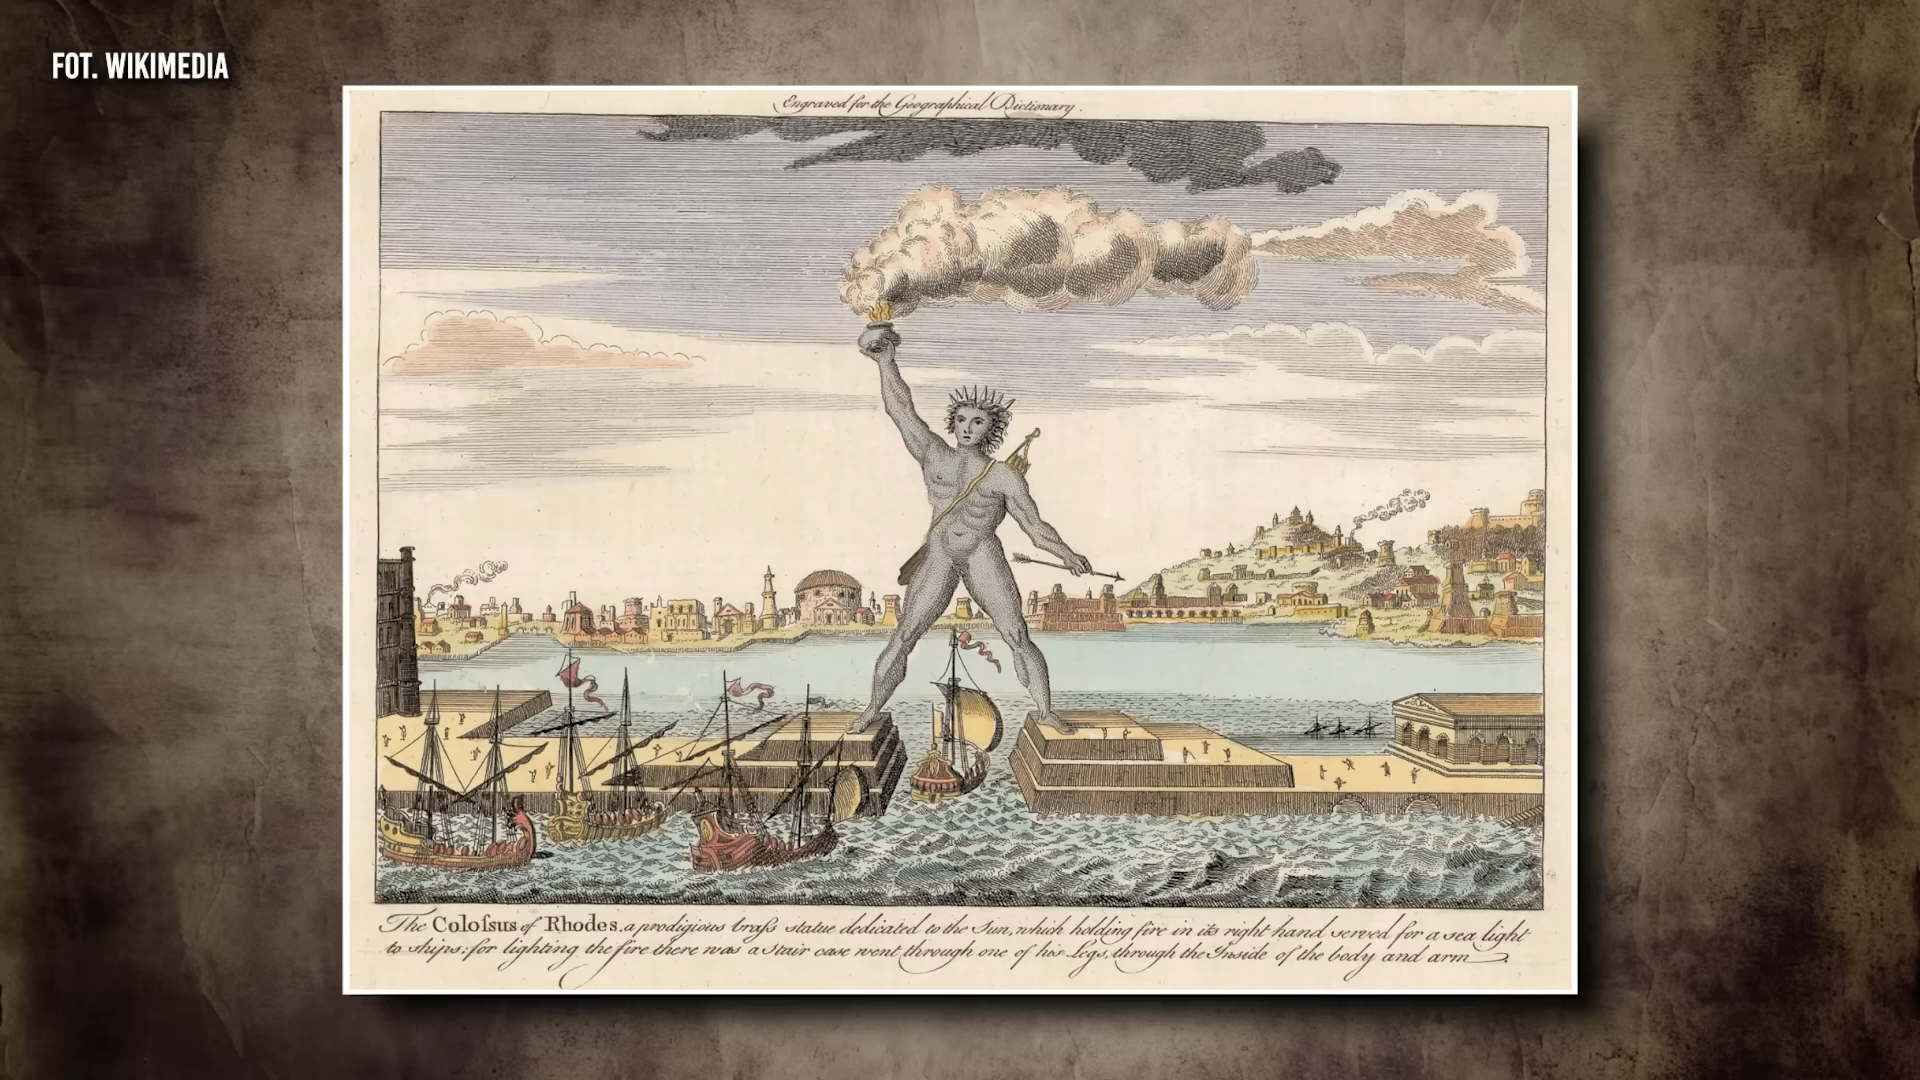 FOT. WIKIMEDIA
Engraved for the Geographical Dictionary.
The Coloſsus of Rhodes, a prodigious braſs statue dedicated to the Sun, which holding fire in its right hand served for a sea light
to ships: for lighting the fire there was a Stair case went through one of his Legs, through the Inside of the body and arm.